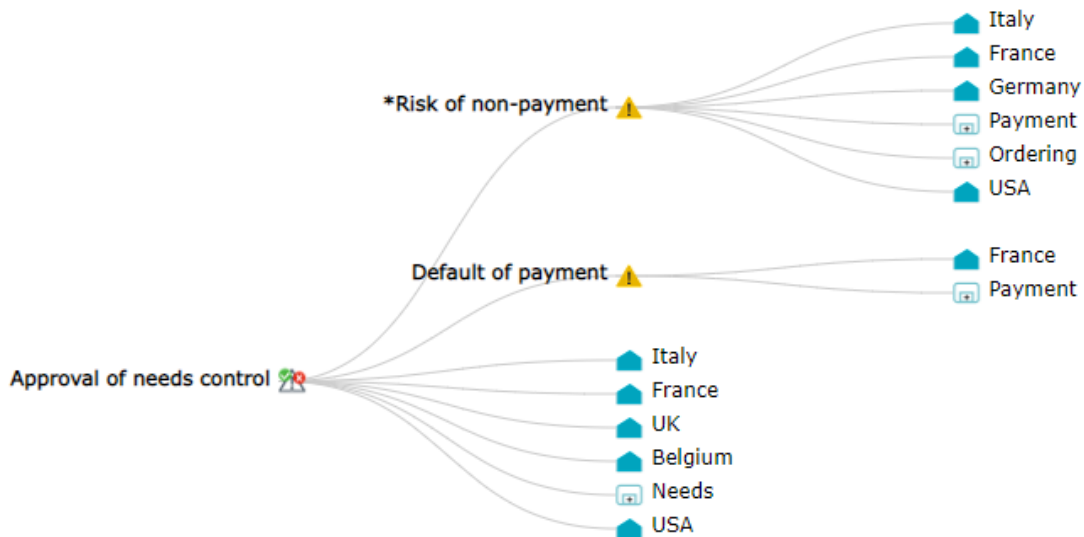 Italy
France
Germany
*Risk of non-payment
Payment
Ordering
USA
France
Default of payment
Payment
Italy
Approval of needs control
France
UK
Belgium
Needs
USA